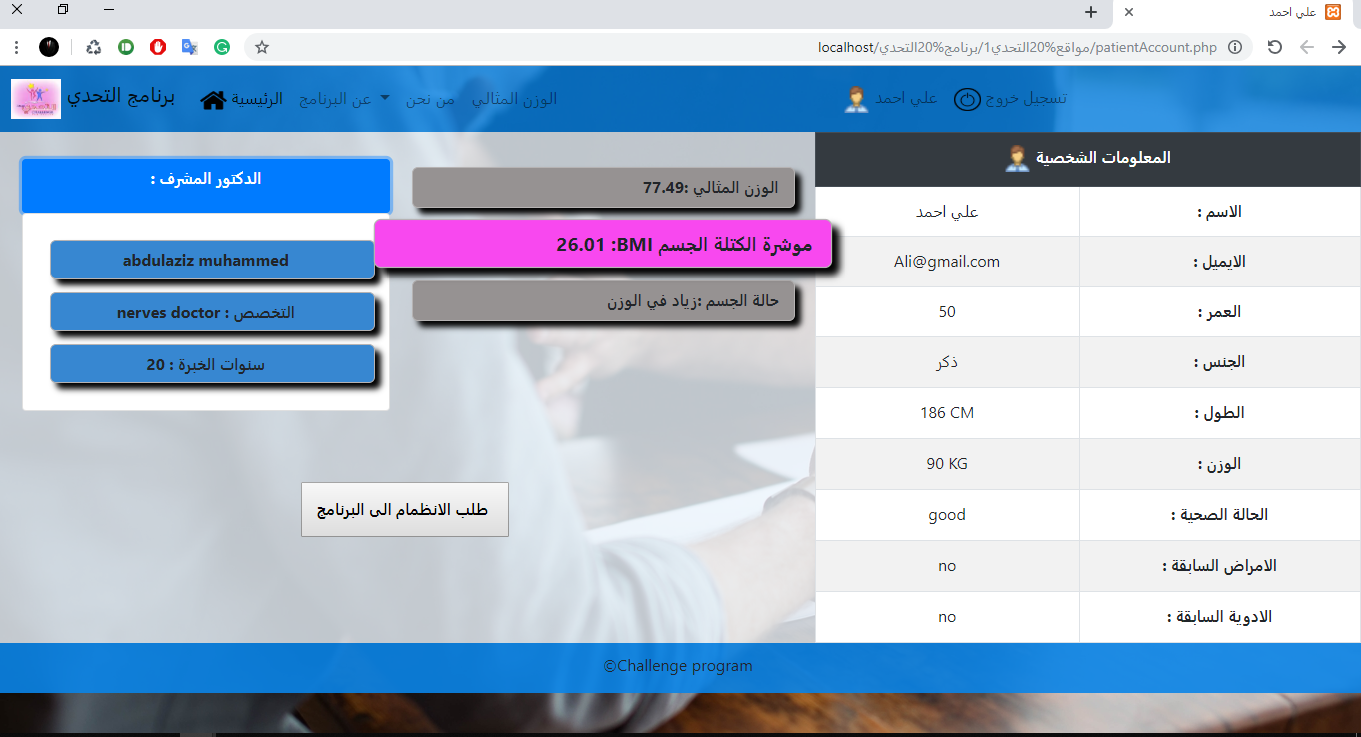 علي احمد
localhost/برنامج%20التحدي/مواقع%20التحدي1/patientAccount.php
برنامج التحدي
الرئيسية
عن البرنامج
من نحن
الوزن المثالي
علي احمد
تسجيل خروج
المعلومات الشخصية
الاسم :
علي احمد
الايميل :
Ali@gmail.com
العمر :
50
الجنس :
ذكر
الطول :
186 CM
الوزن :
90 KG
الحالة الصحية :
good
الامراض السابقة :
no
الادوية السابقة :
no
الوزن المثالي :77.49
موشرة الكتلة الجسم BMI: 26.01
حالة الجسم :زياد في الوزن
الدكتور المشرف :
abdulaziz muhammed
التخصص : nerves doctor
سنوات الخبرة : 20
طلب الانظمام الى البرنامج
©Challenge program